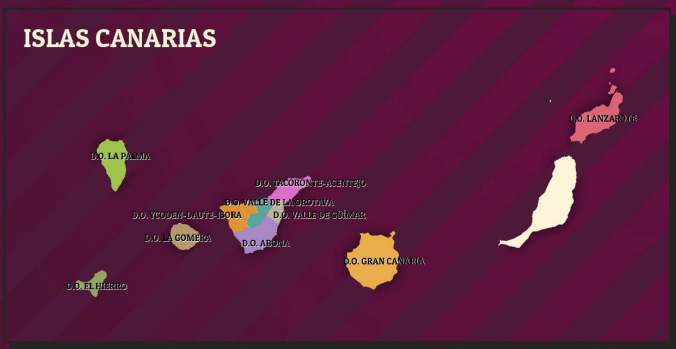 ISLAS CANARIAS
D.O. LANZAROTE
D.O. LA PALMA
D.O. TACORONTE-ASENTEJO
D.O. VALLE DE LA OROTAVA
D.O. YCODEN-DAUTE-ISORA
D.O. VALLE DE GÜÍMAR
D.O. LA GOMERA
D.O. ABONA
D.O. GRAN CANARIA
D.O. EL HIERRO